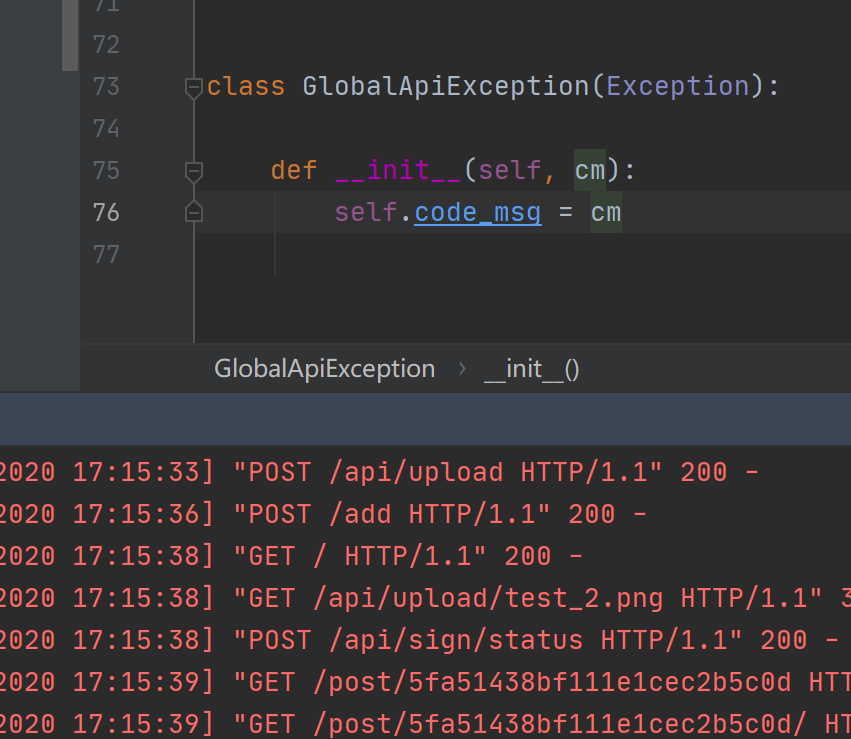 71
72
73 class GlobalApiException(Exception):
74
75 def __init__(self, cm):
76 self.code_msg = cm
77
GlobalApiException › __init__()
2020 17:15:33] "POST /api/upload HTTP/1.1" 200 -
2020 17:15:36] "POST /add HTTP/1.1" 200 -
2020 17:15:38] "GET / HTTP/1.1" 200 -
2020 17:15:38] "GET /api/upload/test_2.png HTTP/1.1" 3
2020 17:15:38] "POST /api/sign/status HTTP/1.1" 200 -
2020 17:15:39] "GET /post/5fa51438bf111e1cec2b5c0d HTT
2020 17:15:39] "GET /post/5fa51438bf111e1cec2b5c0d/ HT